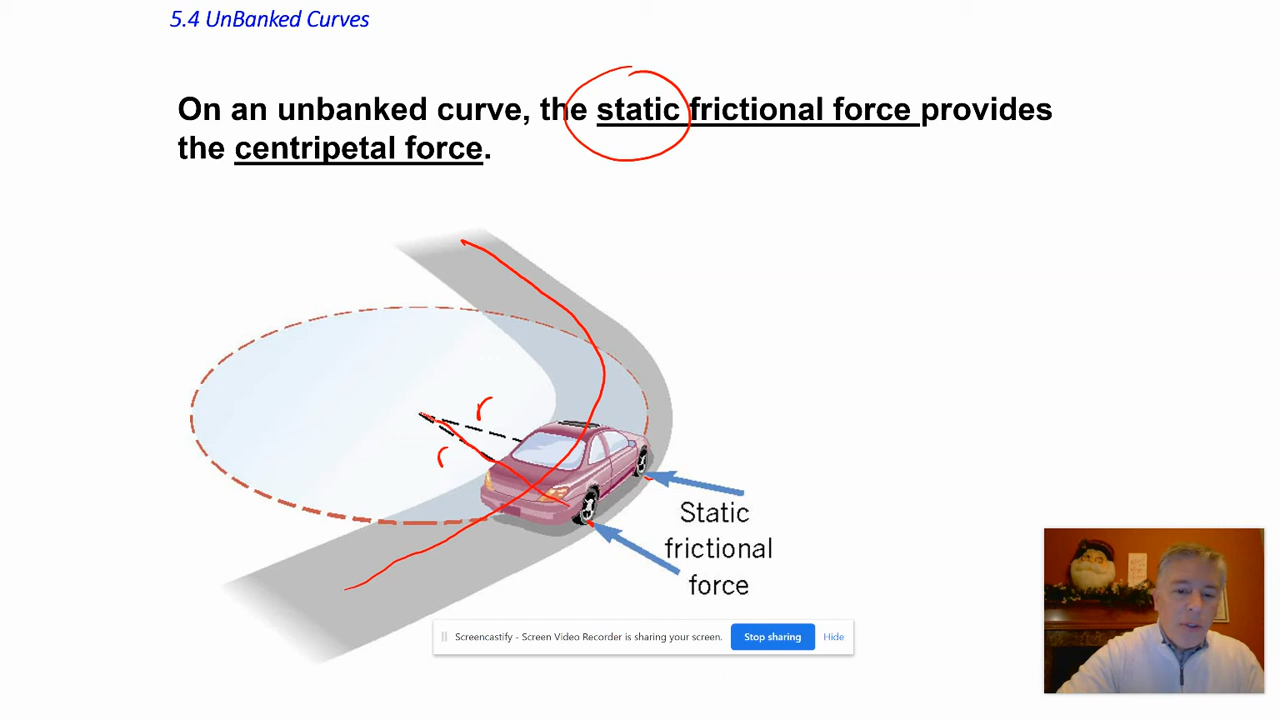 5.4 UnBanked Curves
On an unbanked curve, the static frictional force provides
the centripetal force.
r
r
Static
frictional
force
Screencastify - Screen Video Recorder is sharing your screen. Stop sharing Hide